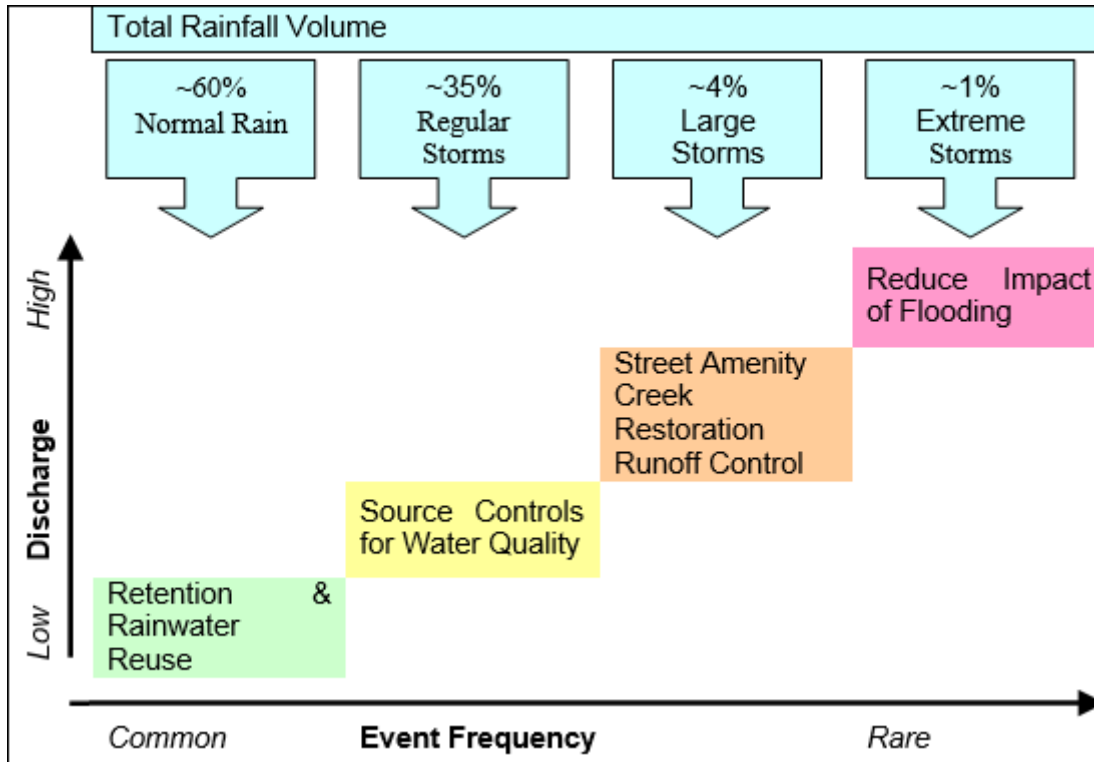 Total Rainfall Volume
~60%
Normal Rain
~35%
Regular
Storms
~4%
Large
Storms
~1%
Extreme
Storms
High
Discharge
Low
Reduce Impact
of Flooding
Street Amenity
Creek
Restoration
Runoff Control
Source Controls
for Water Quality
Retention &
Rainwater
Reuse
Common
Event Frequency
Rare